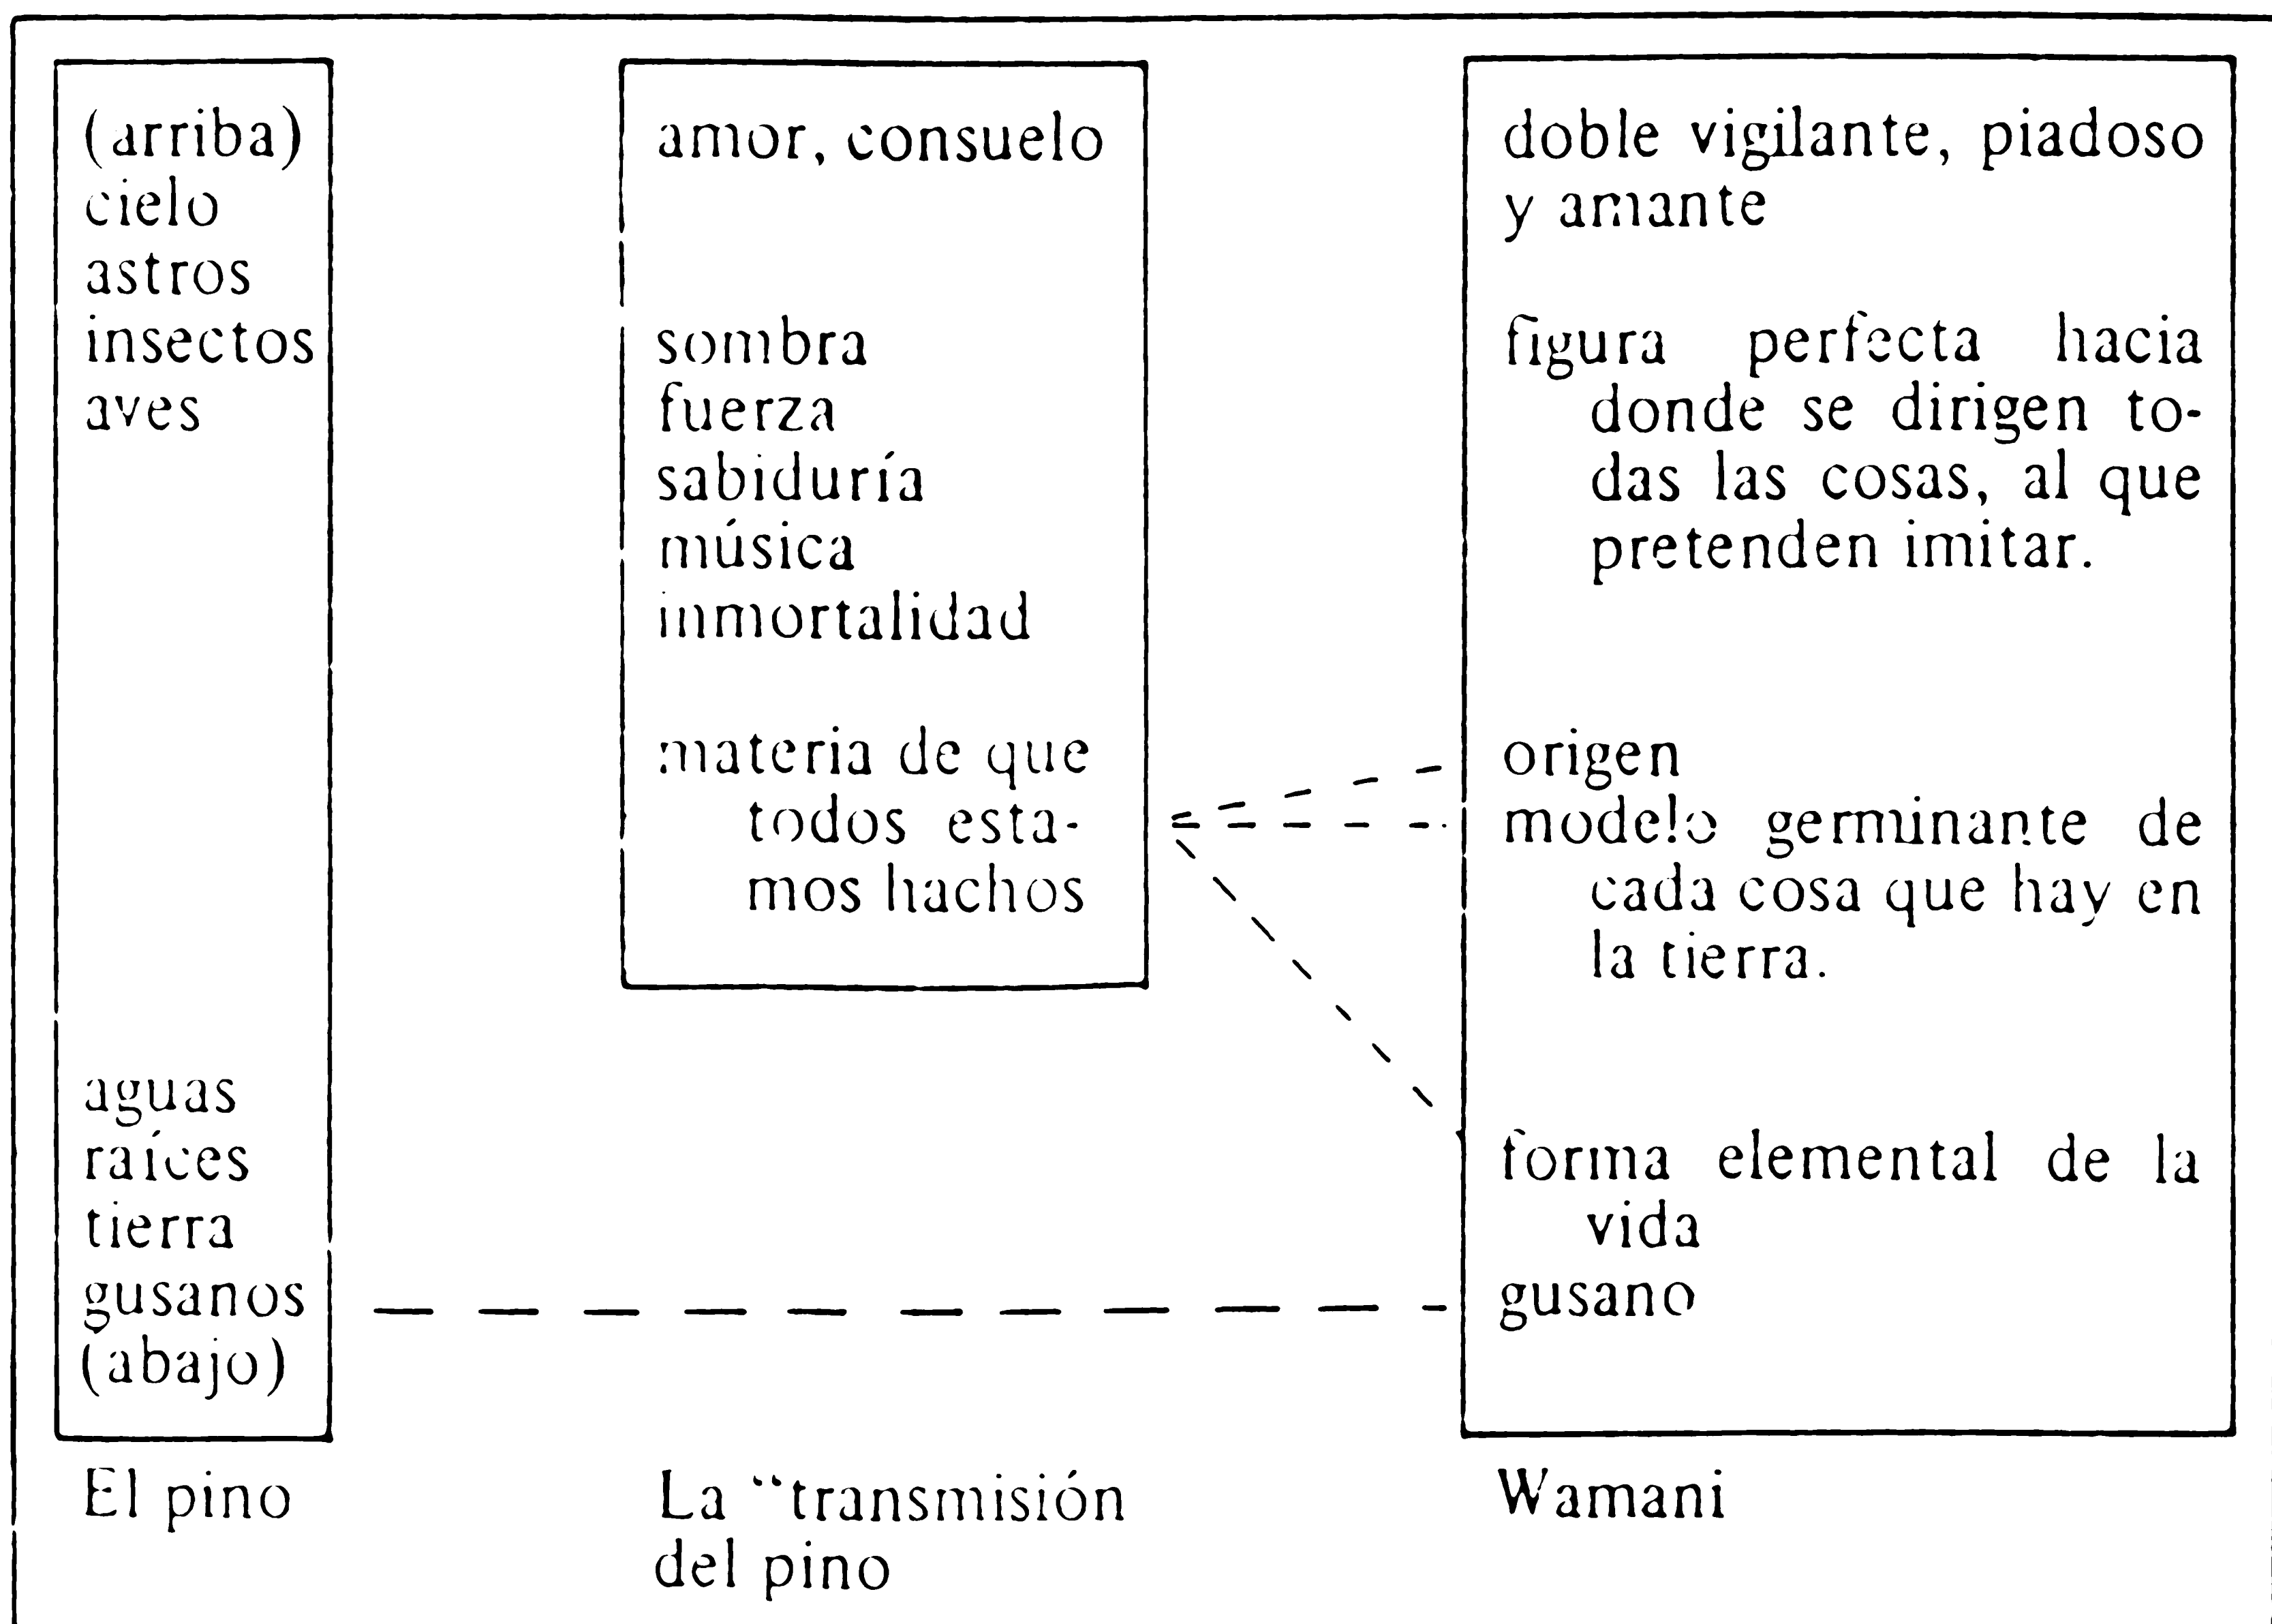 (arriba)
cielo
astros
insectos
aves
aguas
raíces
tierra
gusanos
(abajo)
El pino
amor, consuelo
sombra
fuerza
sabiduría
música
inmortalidad
materia de que
todos esta-
mos hachos
La “transmisión
del pino
doble vigilante, piadoso
y amante
figura perfecta hacia
donde se dirigen to-
das las cosas, al que
pretenden imitar.
origen
modelo germinante de
cada cosa que hay en
la tierra.
forma elemental de la
vida
gusano
Wamani